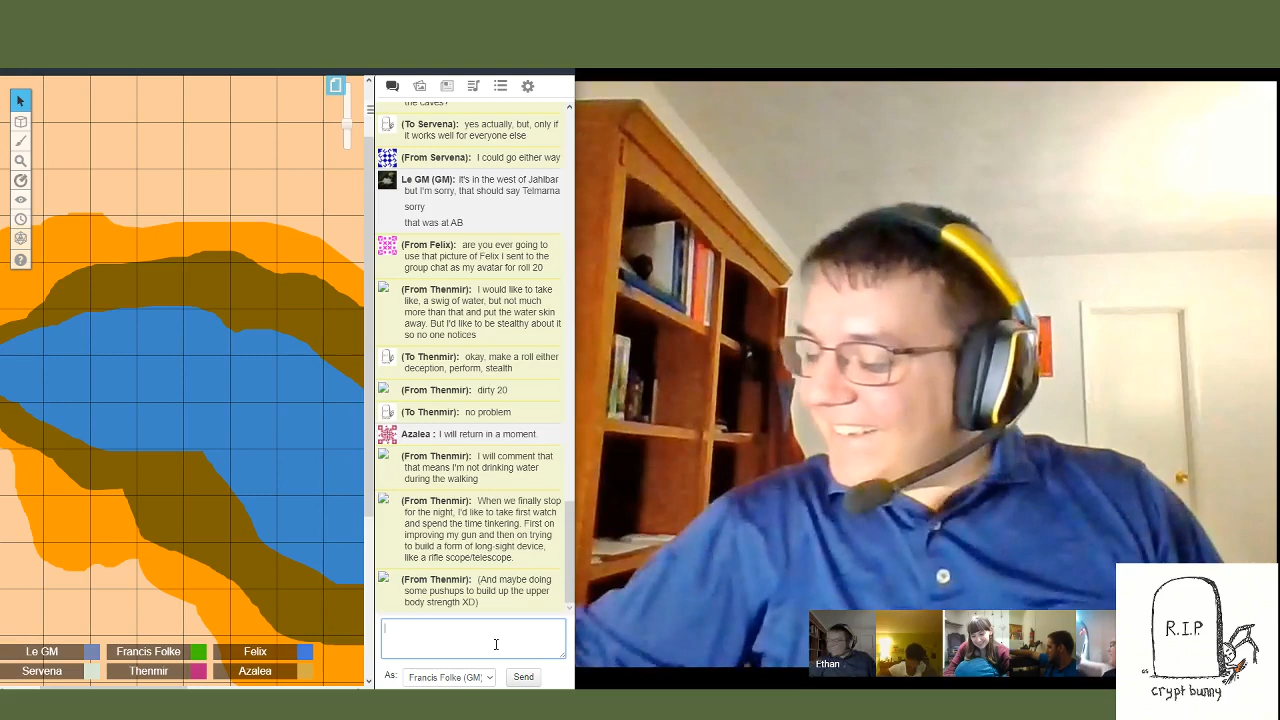 the caves?
(To Servena): yes actually, but, only if
it works well for everyone else
(From Servena): I could go either way
Le GM (GM): It's in the west of Jahlbar
but I'm sorry, that should say Telmarna
sorry
that was at AB
(From Felix): are you ever going to
use that picture of Felix I sent to the
group chat as my avatar for roll 20
(From Thenmir): I would like to take
like, a swig of water, but not much
more than that and put the water skin
away. But I'd like to be stealthy about it
so no one notices
(To Thenmir): okay, make a roll either
deception, perform, stealth
(From Thenmir): dirty 20
(To Thenmir): no problem
Azalea : I will return in a moment.
(From Thenmir): I will comment that
that means I'm not drinking water
during the walking
(From Thenmir): When we finally stop
for the night, I'd like to take first watch
and spend the time tinkering. First on
improving my gun and then on trying
to build a form of long-sight device,
like a rifle scope/telescope.
(From Thenmir): (And maybe doing
some pushups to build up the upper
body strength XD)
As: Francis Folke (GM) Send
Le GM Francis Folke Felix
Servena Thenmir Azalea
Ethan
R.I.P.
crypt bunny